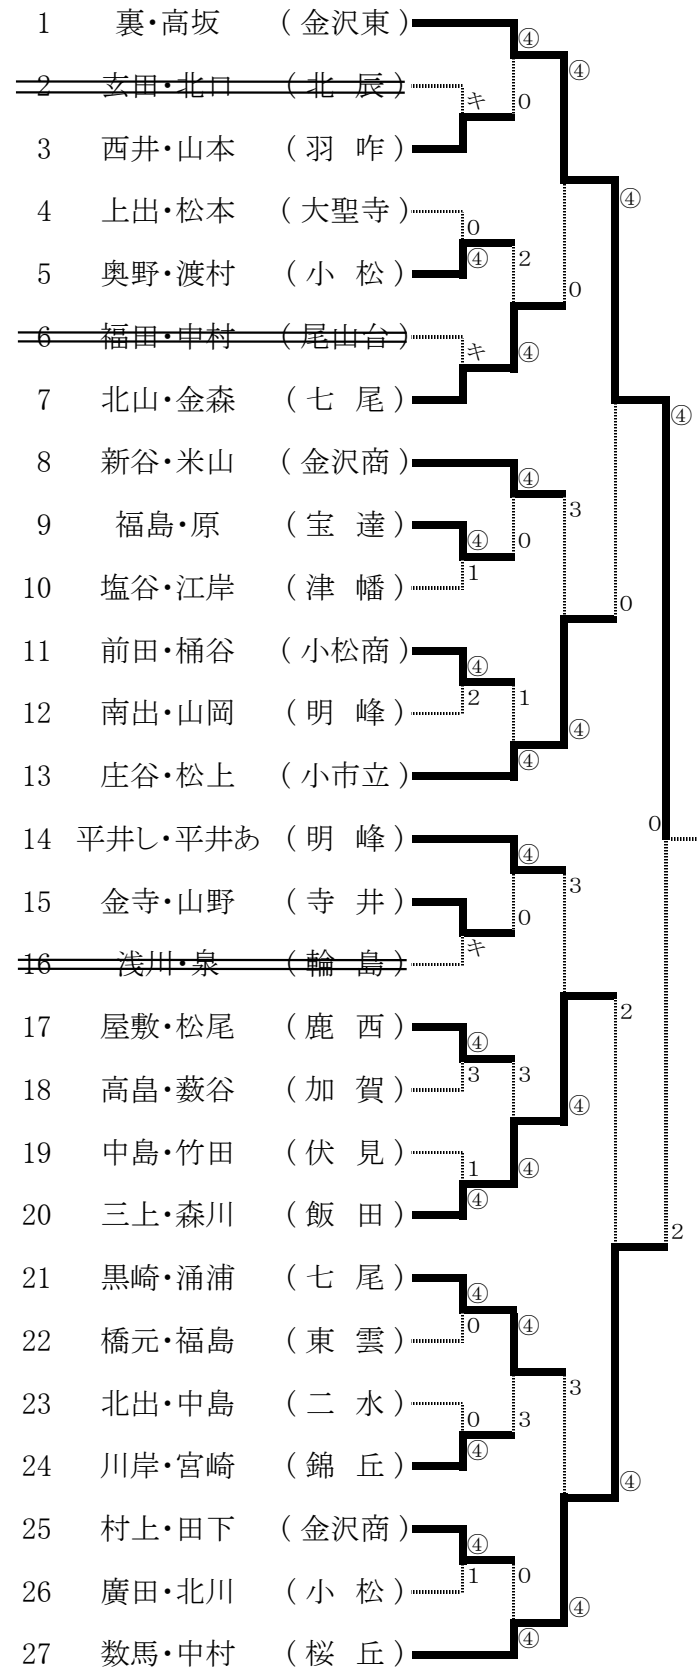 1 裏・高坂 (金沢東)
④
④
2 玄田・北口 (北 辰)
キ
0
3 西井・山本 (羽 咋)
④
4 上出・松本 (大聖寺)
0
④
2
5 奥野・渡村 (小 松)
0
6 福田・中村 (尾山台)
キ
④
7 北山・金森 (七 尾)
④
8 新谷・米山 (金沢商)
④
3
9 福島・原 (宝 達)
④
0
1
10 塩谷・江岸 (津 幡)
0
11 前田・桶谷 (小松商)
④
2
1
12 南出・山岡 (明 峰)
④
④
13 庄谷・松上 (小市立)
0
14 平井し・平井あ (明 峰)
④
3
15 金寺・山野 (寺 井)
0
キ
16 浅川・泉 (輪 島)
2
17 屋敷・松尾 (鹿 西)
④
3
3
18 高畠・薮谷 (加 賀)
④
19 中島・竹田 (伏 見)
1
④
④
20 三上・森川 (飯 田)
2
21 黒崎・涌浦 (七 尾)
④
0
④
22 橋元・福島 (東 雲)
3
23 北出・中島 (二 水)
0
3
④
24 川岸・宮崎 (錦 丘)
④
25 村上・田下 (金沢商)
④
1
0
26 廣田・北川 (小 松)
④
④
27 数馬・中村 (桜 丘)